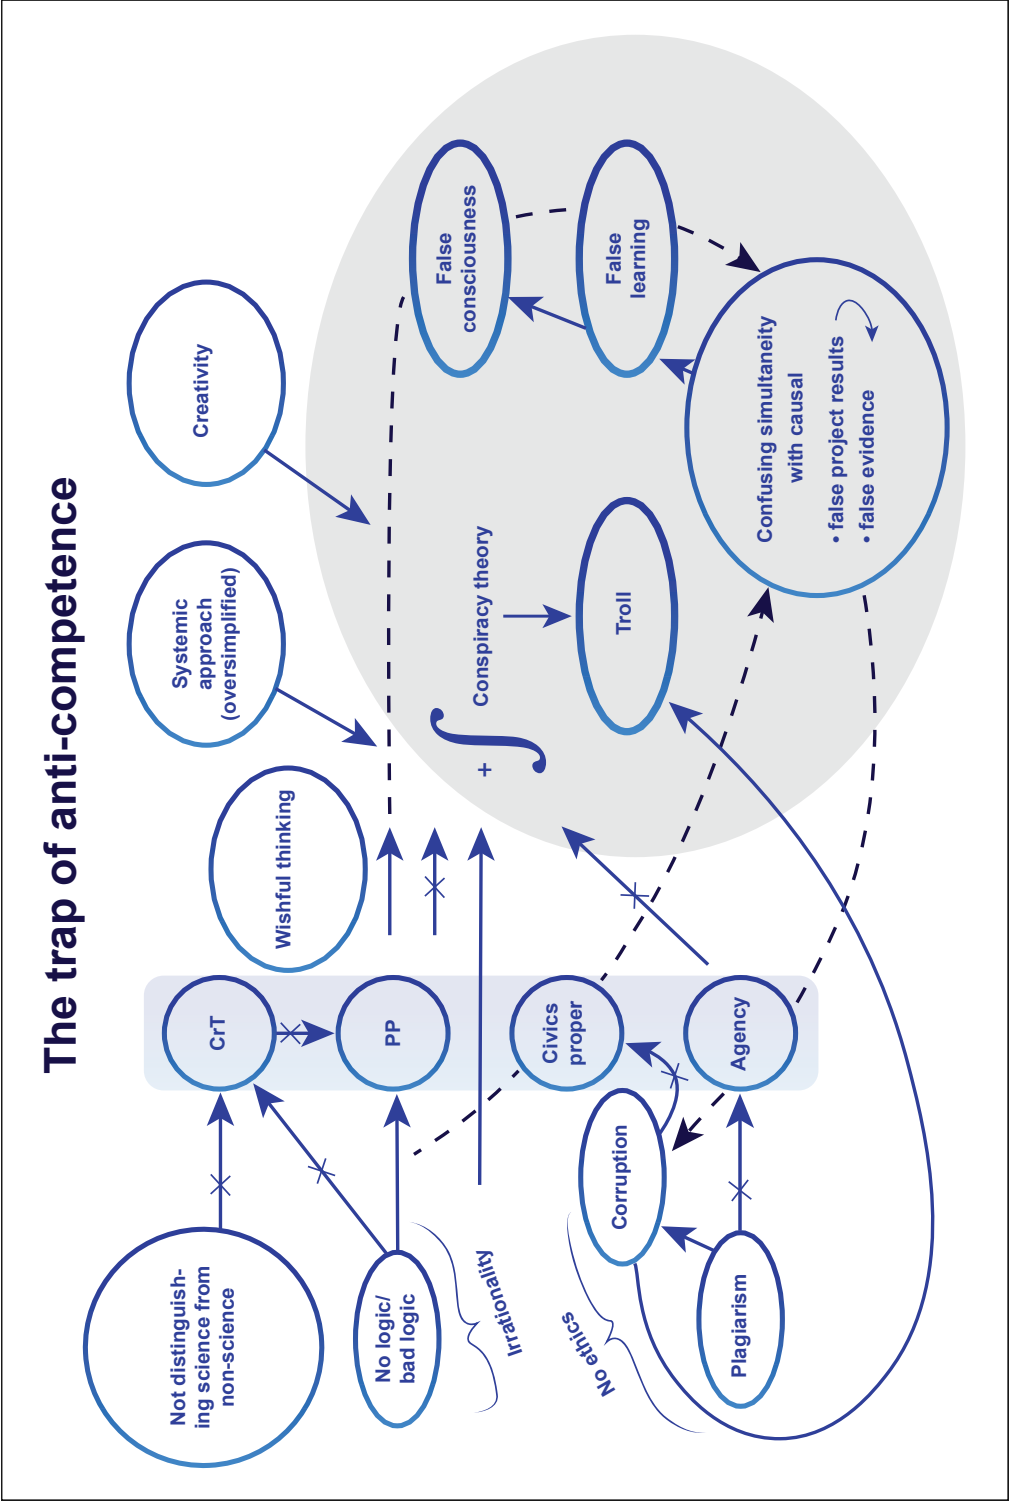 The trap of anti-competence
Not distinguish-
ing science from
non-science
CrT
Wishful thinking
Systemic
approach
(oversimplified)
Creativity
No logic/
bad logic
PP
Irrationality
+
∫
Conspiracy theory
False
consciousness
No ethics
Corruption
Civics
proper
Troll
False
learning
Plagiarism
Agency
Confusing simultaneity
with causal
• false project results
• false evidence